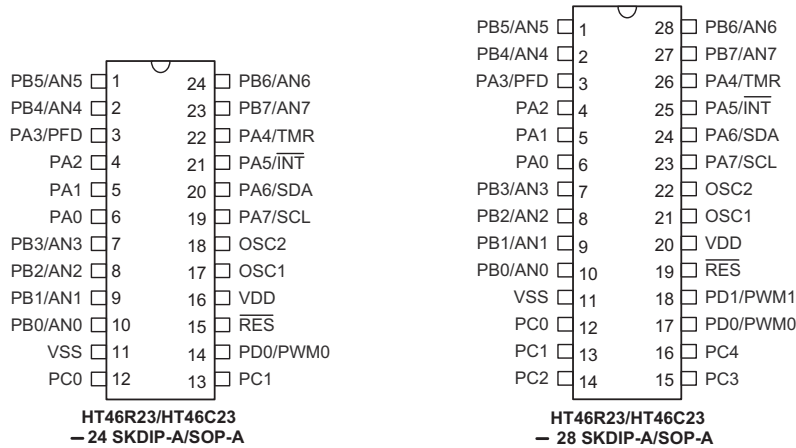 PB5/AN5 1 24 PB6/AN6
PB4/AN4 2 23 PB7/AN7
PA3/PFD 3 22 PA4/TMR
PA2 4 21 PA5/INT
PA1 5 20 PA6/SDA
PA0 6 19 PA7/SCL
PB3/AN3 7 18 OSC2
PB2/AN2 8 17 OSC1
PB1/AN1 9 16 VDD
PB0/AN0 10 15 RES
VSS 11 14 PD0/PWM0
PC0 12 13 PC1
HT46R23/HT46C23
– 24 SKDIP-A/SOP-A
PB5/AN5 1 28 PB6/AN6
PB4/AN4 2 27 PB7/AN7
PA3/PFD 3 26 PA4/TMR
PA2 4 25 PA5/INT
PA1 5 24 PA6/SDA
PA0 6 23 PA7/SCL
PB3/AN3 7 22 OSC2
PB2/AN2 8 21 OSC1
PB1/AN1 9 20 VDD
PB0/AN0 10 19 RES
VSS 11 18 PD1/PWM1
PC0 12 17 PD0/PWM0
PC1 13 16 PC4
PC2 14 15 PC3
HT46R23/HT46C23
– 28 SKDIP-A/SOP-A